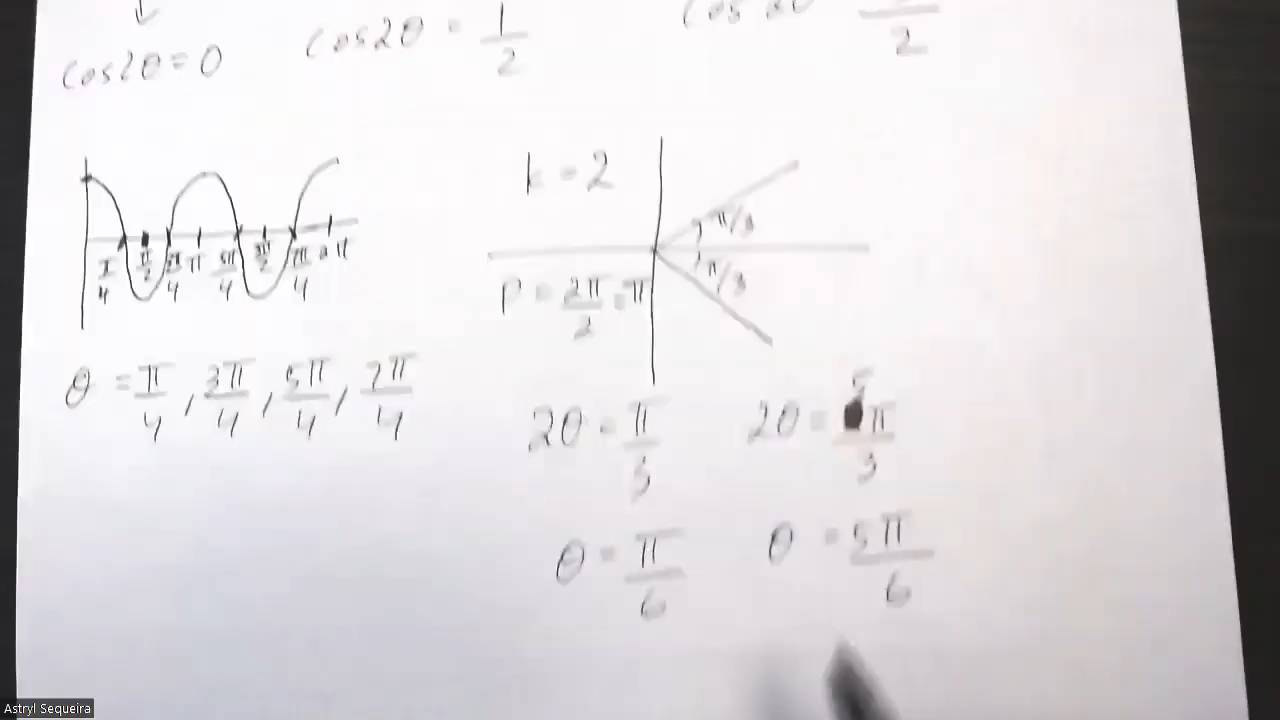 cos2θ = 0
cos2θ = 1/2
cos 2θ
2
k = 2
π/3
π/3
π/4 π/2 3π/4 π 5π/4 3π/2 7π/4 2π
P = 2π/2 = π
θ = π/4, 3π/4, 5π/4, 7π/4
2θ = π/3
2θ = 5π/3
θ = π/6
θ = 5π/6
Astryl Sequeira